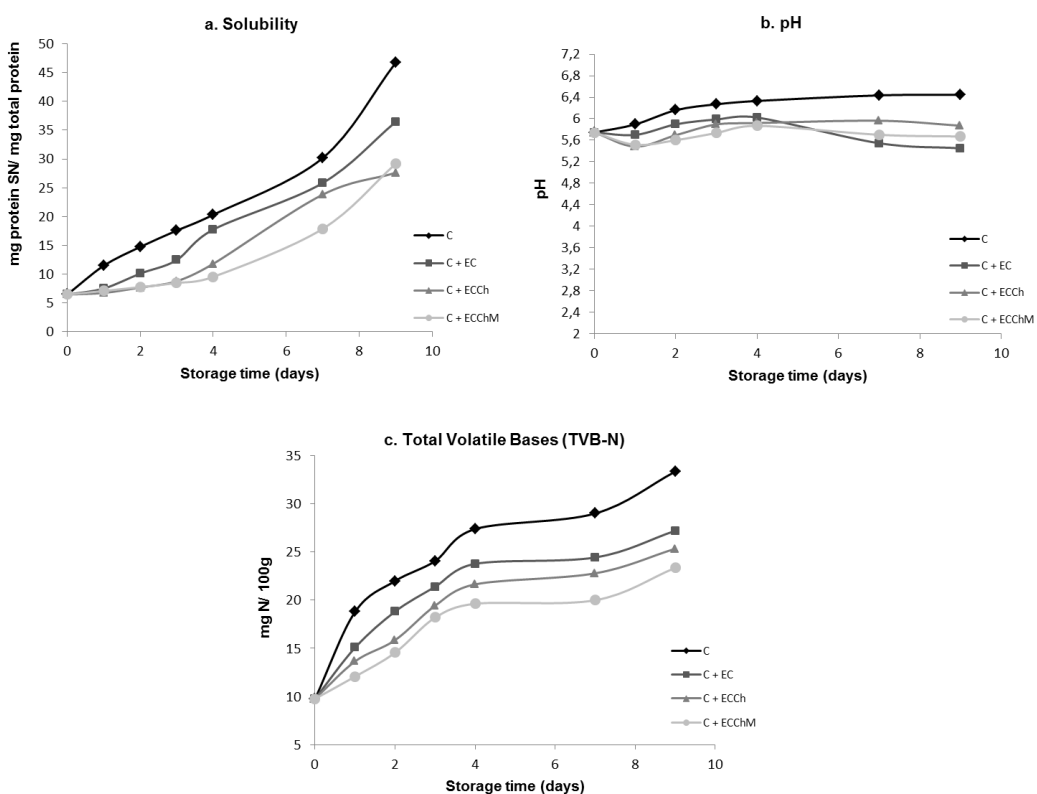 a. Solubility
mg protein SN/ mg total protein
50
45
40
35
30
25
20
15
10
5
0
0 2 4 6 8 10
Storage time (days)
C
C + EC
C + ECCh
C + ECChM
b. pH
pH
7,2
6,8
6,4
6
5,6
5,2
4,8
4,4
4
3,6
3,2
2,8
2,4
2
0 2 4 6 8 10
Storage time (days)
C
C + EC
C + ECCh
C + ECChM
c. Total Volatile Bases (TVB-N)
mg N/ 100g
35
30
25
20
15
10
5
0 2 4 6 8 10
Storage time (days)
C
C + EC
C + ECCh
C + ECChM